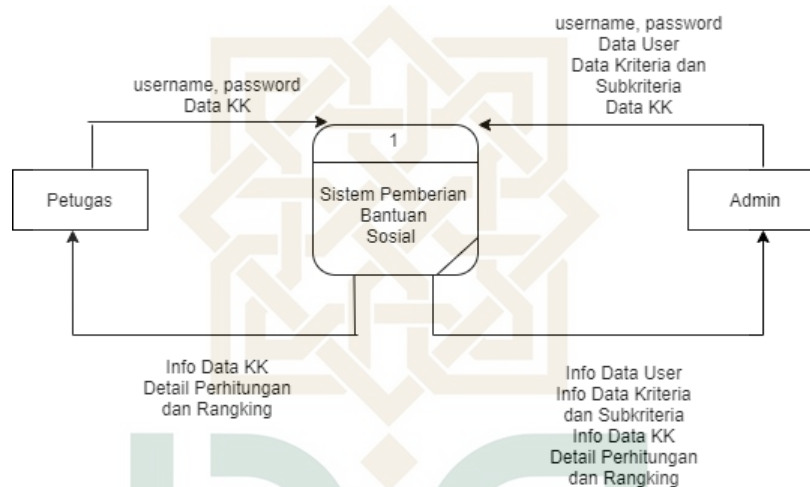 username, password
Data User
Data Kriteria dan
Subkriteria
Data KK
username, password
Data KK
1
Petugas
Sistem Pemberian
Bantuan
Sosial
Admin
Info Data KK
Detail Perhitungan
dan Rangking
Info Data User
Info Data Kriteria
dan Subkriteria
Info Data KK
Detail Perhitungan
dan Rangking